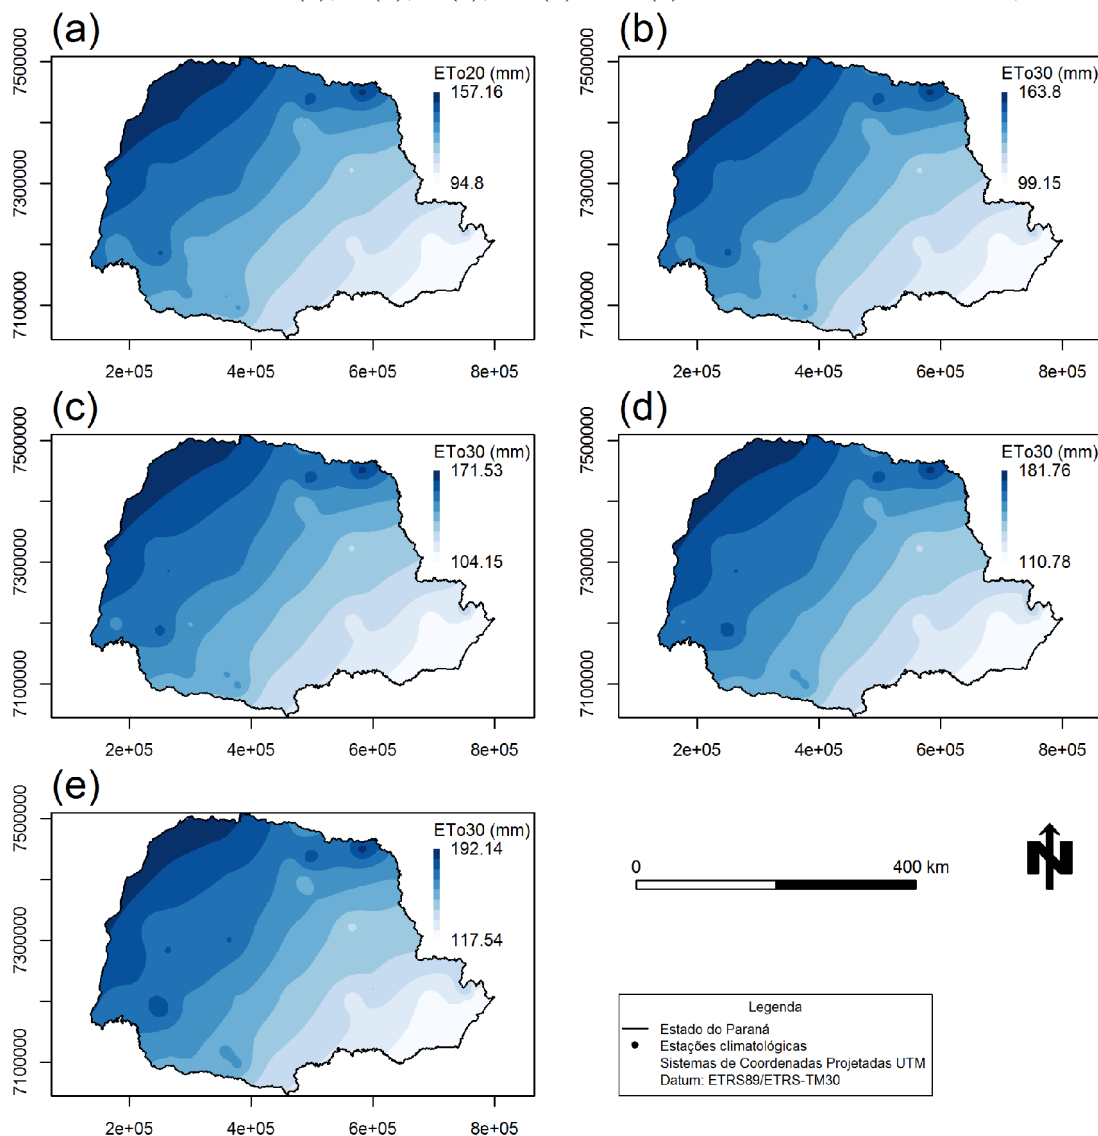 (a)
(b)
7500000
7300000
7100000
ETo20 (mm)
157.16
94.8
2e+05
4e+05
6e+05
8e+05
7500000
7300000
7100000
ETo30 (mm)
163.8
99.15
2e+05
4e+05
6e+05
8e+05
(c)
(d)
7500000
7300000
7100000
ETo30 (mm)
171.53
104.15
2e+05
4e+05
6e+05
8e+05
7500000
7300000
7100000
ETo30 (mm)
181.76
110.78
2e+05
4e+05
6e+05
8e+05
(e)
7500000
7300000
7100000
ETo30 (mm)
192.14
117.54
2e+05
4e+05
6e+05
8e+05
0
400 km
N
Legenda
Estado do Paraná
Estações climatológicas
Sistemas de Coordenadas Projetadas UTM
Datum: ETRS89/ETRS-TM30